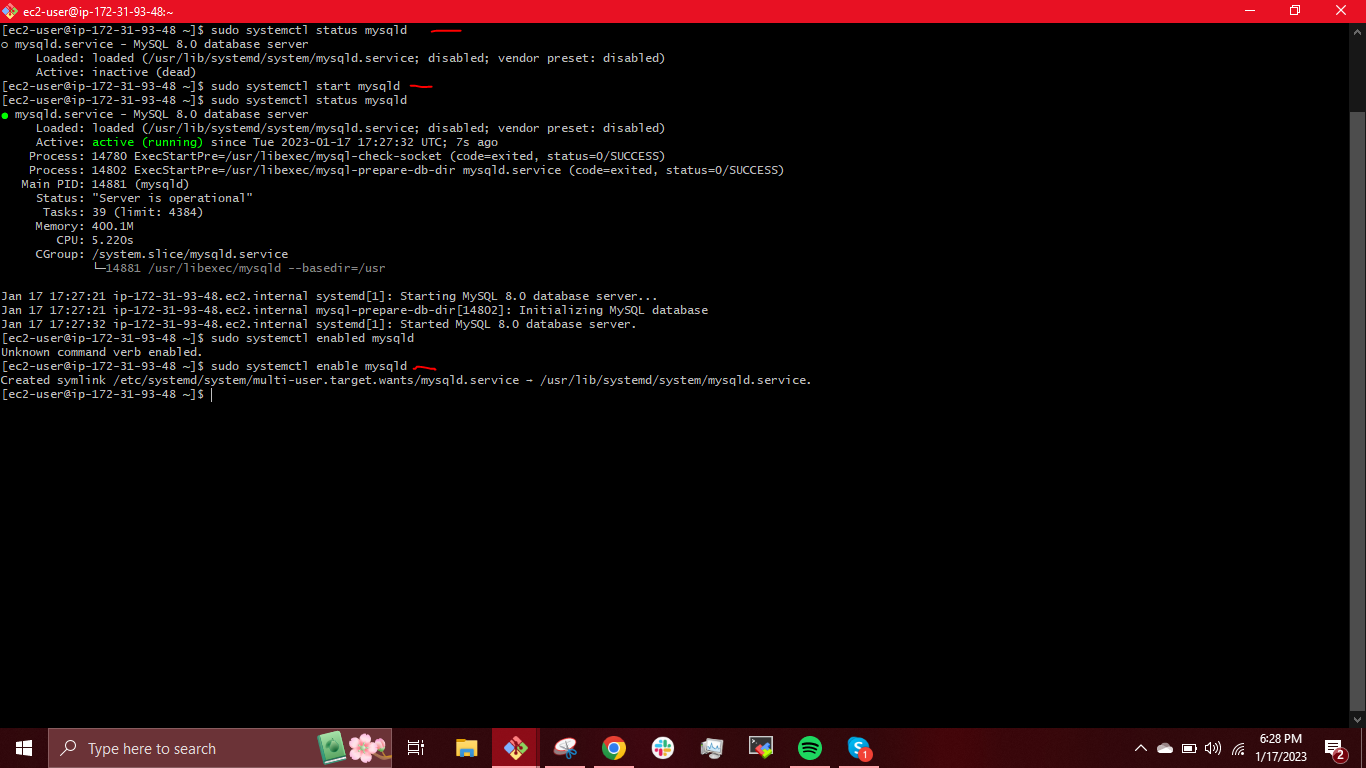 ec2-user@ip-172-31-93-48:~
[ec2-user@ip-172-31-93-48 ~]$ sudo systemctl status mysqld
○ mysqld.service - MySQL 8.0 database server
     Loaded: loaded (/usr/lib/systemd/system/mysqld.service; disabled; vendor preset: disabled)
     Active: inactive (dead)
[ec2-user@ip-172-31-93-48 ~]$ sudo systemctl start mysqld
[ec2-user@ip-172-31-93-48 ~]$ sudo systemctl status mysqld
● mysqld.service - MySQL 8.0 database server
     Loaded: loaded (/usr/lib/systemd/system/mysqld.service; disabled; vendor preset: disabled)
     Active: active (running) since Tue 2023-01-17 17:27:32 UTC; 7s ago
    Process: 14780 ExecStartPre=/usr/libexec/mysql-check-socket (code=exited, status=0/SUCCESS)
    Process: 14802 ExecStartPre=/usr/libexec/mysql-prepare-db-dir mysqld.service (code=exited, status=0/SUCCESS)
   Main PID: 14881 (mysqld)
     Status: "Server is operational"
      Tasks: 39 (limit: 4384)
     Memory: 400.1M
        CPU: 5.220s
     CGroup: /system.slice/mysqld.service
             └─14881 /usr/libexec/mysqld --basedir=/usr
Jan 17 17:27:21 ip-172-31-93-48.ec2.internal systemd[1]: Starting MySQL 8.0 database server...
Jan 17 17:27:21 ip-172-31-93-48.ec2.internal mysql-prepare-db-dir[14802]: Initializing MySQL database
Jan 17 17:27:32 ip-172-31-93-48.ec2.internal systemd[1]: Started MySQL 8.0 database server.
[ec2-user@ip-172-31-93-48 ~]$ sudo systemctl enabled mysqld
Unknown command verb enabled.
[ec2-user@ip-172-31-93-48 ~]$ sudo systemctl enable mysqld
Created symlink /etc/systemd/system/multi-user.target.wants/mysqld.service → /usr/lib/systemd/system/mysqld.service.
[ec2-user@ip-172-31-93-48 ~]$
Type here to search
1
6:28 PM
1/17/2023
2